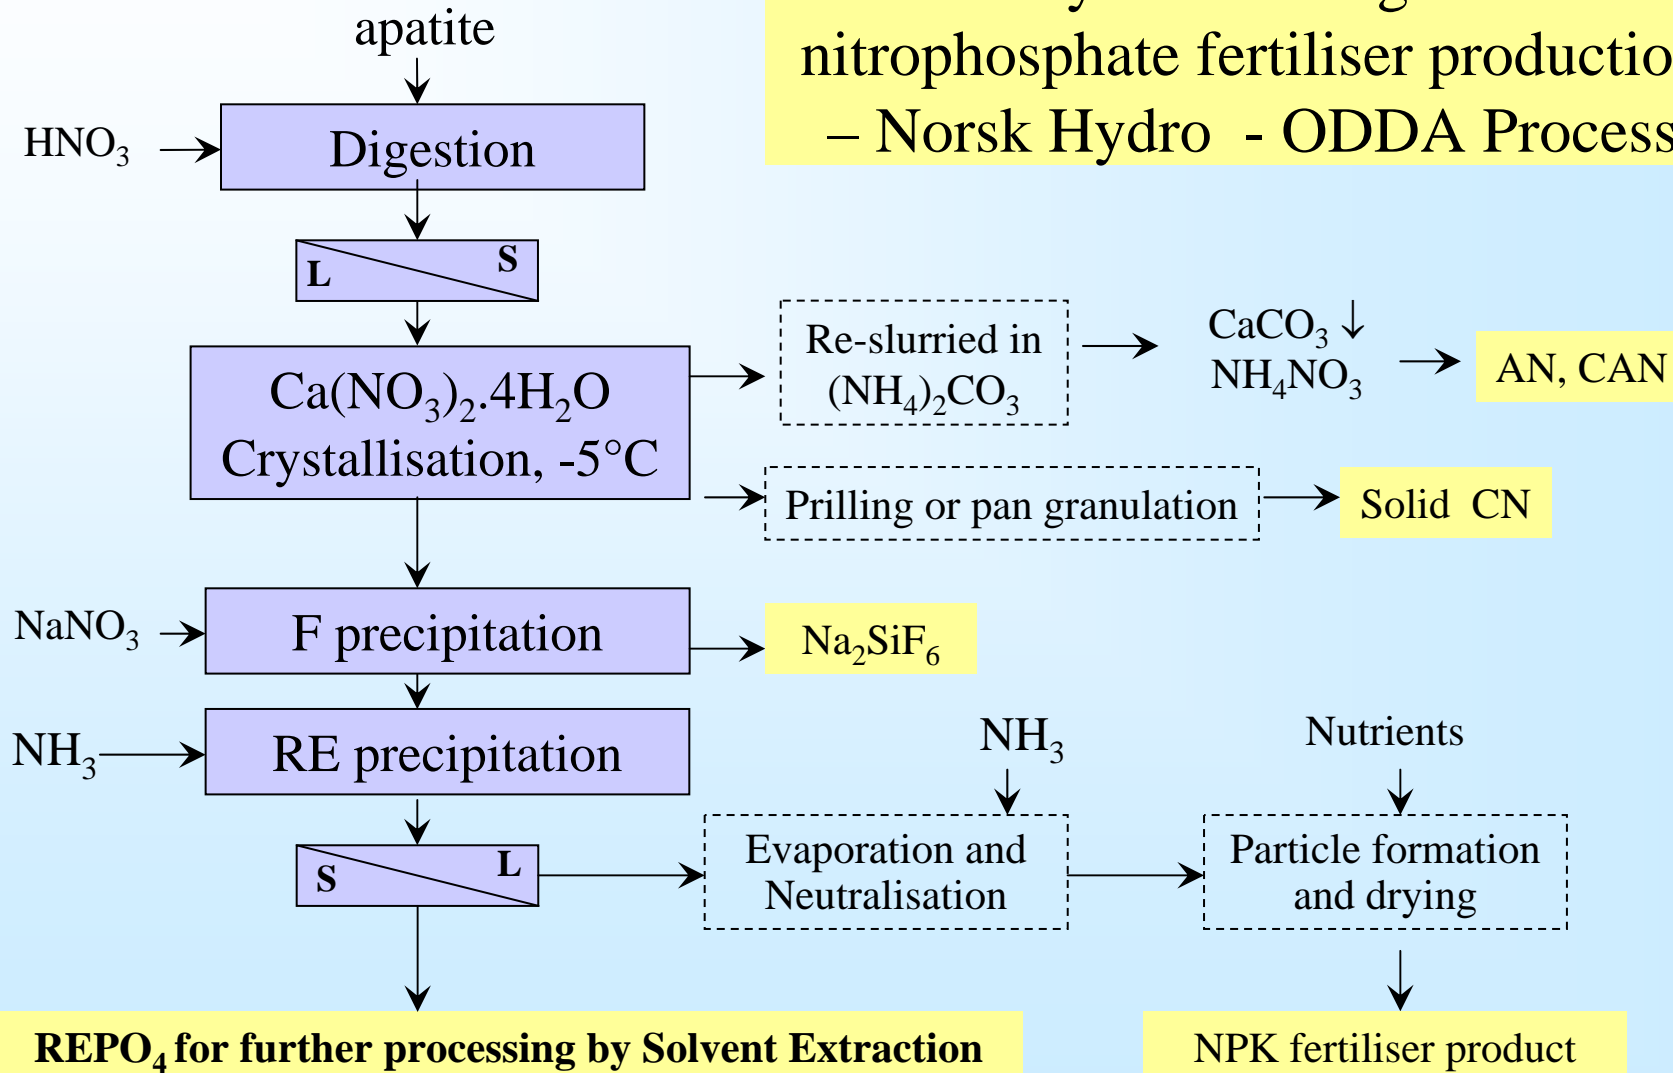 apatite
nitrophosphate fertiliser productio
– Norsk Hydro - ODDA Process
HNO₃
Digestion
L S
Ca(NO₃)₂.4H₂O
Crystallisation, -5°C
Re-slurried in
(NH₄)₂CO₃
CaCO₃ ↓
NH₄NO₃
AN, CAN
Prilling or pan granulation
Solid CN
NaNO₃
F precipitation
Na₂SiF₆
NH₃
RE precipitation
NH₃
Nutrients
S L
Evaporation and
Neutralisation
Particle formation
and drying
REPO₄ for further processing by Solvent Extraction
NPK fertiliser product